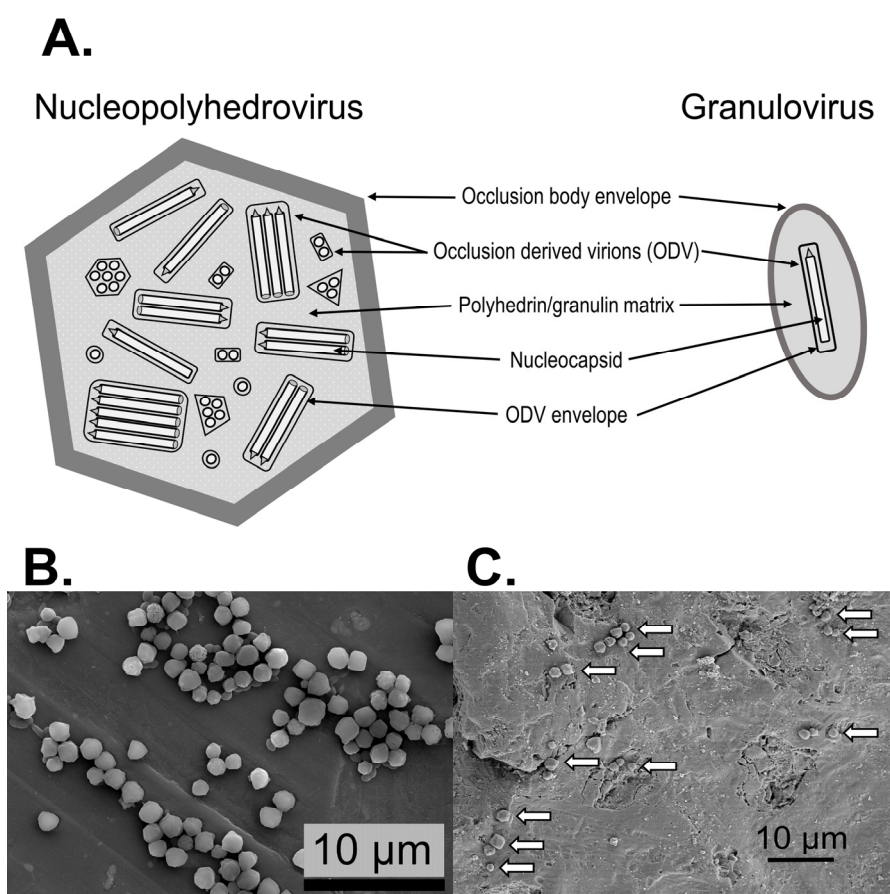 A.
Nucleopolyhedrovirus
Granulovirus
Occlusion body envelope
Occlusion derived virions (ODV)
Polyhedrin/granulin matrix
Nucleocapsid
ODV envelope
B.
C.
10 μm
10 μm